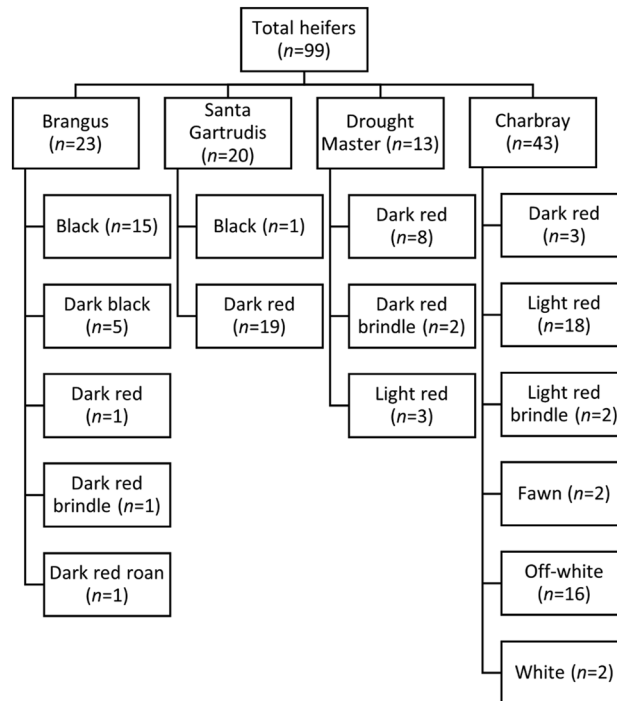 Total heifers
(n=99)
Brangus
(n=23)
Black (n=15)
Dark black
(n=5)
Dark red
(n=1)
Dark red
brindle (n=1)
Dark red roan
(n=1)
Santa
Gartrudis
(n=20)
Black (n=1)
Dark red
(n=19)
Drought
Master (n=13)
Dark red
(n=8)
Dark red
brindle (n=2)
Light red
(n=3)
Charbray
(n=43)
Dark red
(n=3)
Light red
(n=18)
Light red
brindle (n=2)
Fawn (n=2)
Off-white
(n=16)
White (n=2)